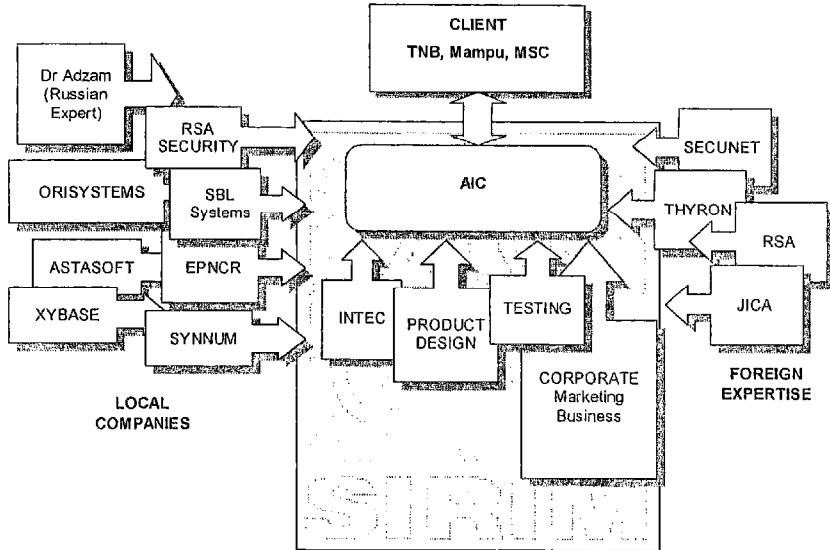 CLIENT
TNB, Mampu, MSC
Dr Adzam
(Russian
Expert)
RSA
SECURITY
ORISYSTEMS
SBL
Systems
ASTASOFT
EPNCR
XYBASE
SYNNUM
LOCAL
COMPANIES
AIC
INTEC
PRODUCT
DESIGN
TESTING
CORPORATE
Marketing
Business
SECUNET
THYRON
RSA
JICA
FOREIGN
EXPERTISE
SIRIM